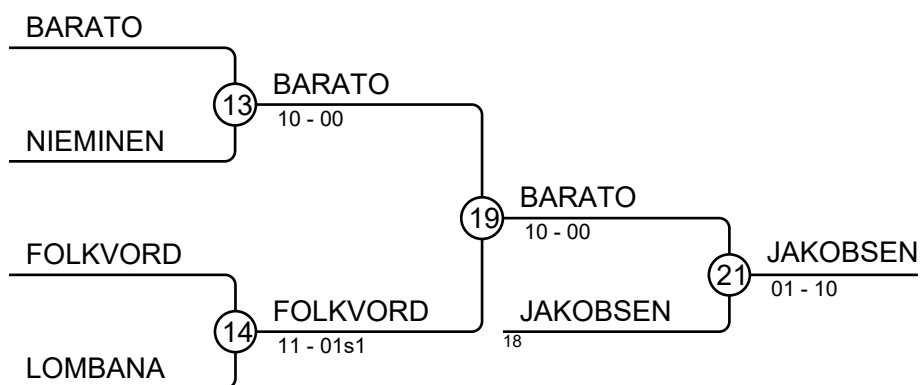 BARATO
13
BARATO
10 - 00
NIEMINEN
19
BARATO
10 - 00
FOLKVORD
21
JAKOBSEN
01 - 10
14
FOLKVORD
11 - 01s1
JAKOBSEN
18
LOMBANA